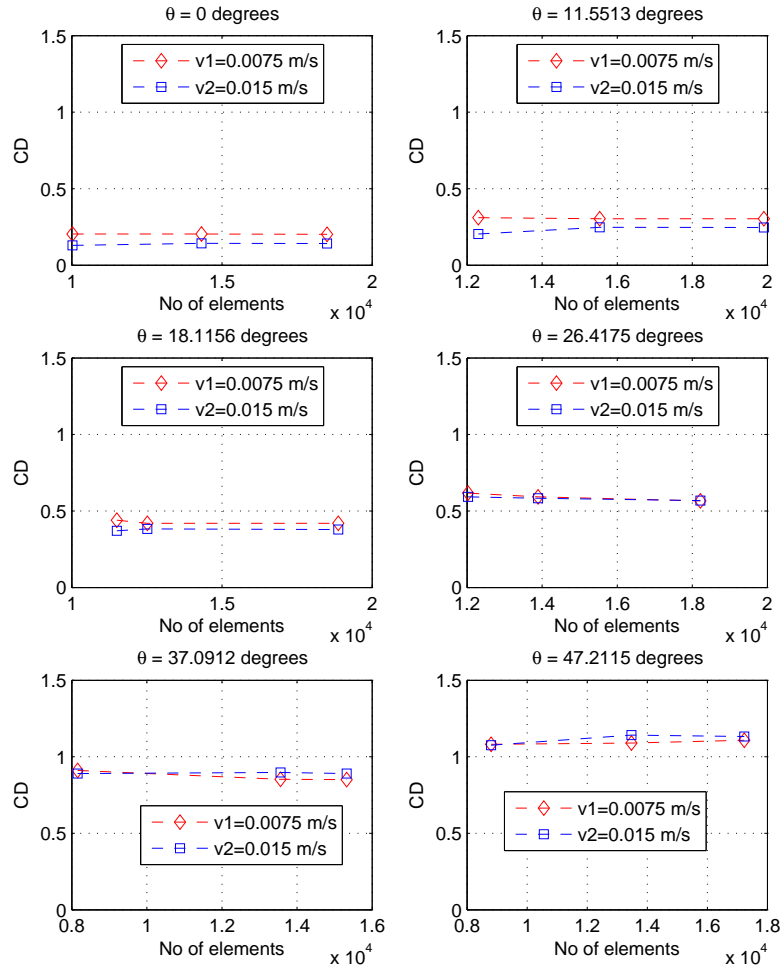 θ = 0 degrees
1.5
1
0.5
0
CD
v1=0.0075 m/s
v2=0.015 m/s
1
1.5
2
No of elements
x 10^4
θ = 11.5513 degrees
1.5
1
0.5
0
CD
v1=0.0075 m/s
v2=0.015 m/s
1.2
1.4
1.6
1.8
2
No of elements
x 10^4
θ = 18.1156 degrees
1.5
1
0.5
0
CD
v1=0.0075 m/s
v2=0.015 m/s
1
1.5
2
No of elements
x 10^4
θ = 26.4175 degrees
1.5
1
0.5
0
CD
v1=0.0075 m/s
v2=0.015 m/s
1.2
1.4
1.6
1.8
2
No of elements
x 10^4
θ = 37.0912 degrees
1.5
1
0.5
0
CD
v1=0.0075 m/s
v2=0.015 m/s
0.8
1
1.2
1.4
1.6
No of elements
x 10^4
θ = 47.2115 degrees
1.5
1
0.5
0
CD
v1=0.0075 m/s
v2=0.015 m/s
0.8
1
1.2
1.4
1.6
1.8
No of elements
x 10^4